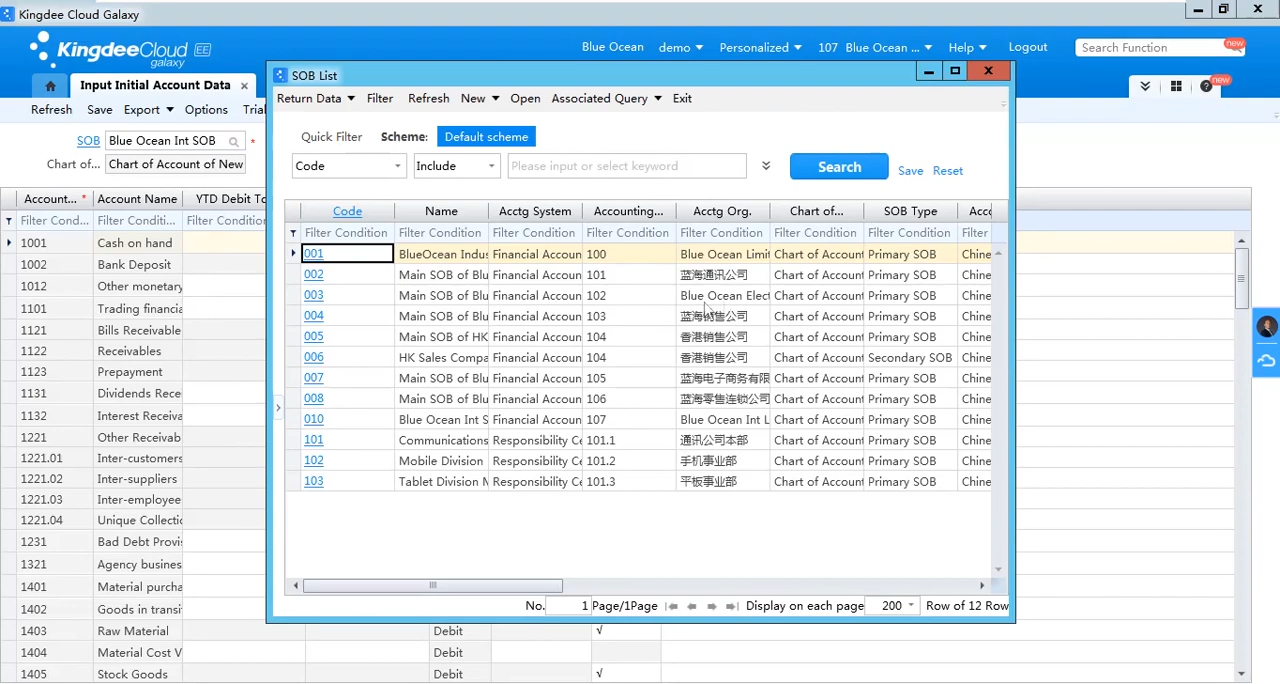 Kingdee Cloud Galaxy
KingdeeCloud galaxy EE
Blue Ocean demo Personalized 107 Blue Ocean ... Help Logout Search Function new
Input Initial Account Data × new
Refresh Save Export Options Trial
SOB Blue Ocean Int SOB *
Chart of... Chart of Account of New
Account... * Account Name YTD Debit To
Filter Cond... Filter Conditi... Filter Condition
1001 Cash on hand
1002 Bank Deposit
1012 Other monetary
1101 Trading financia
1121 Bills Receivable
1122 Receivables
1123 Prepayment
1131 Dividends Rece
1132 Interest Receiva
1221 Other Receivab
1221.01 Inter-customers
1221.02 Inter-suppliers
1221.03 Inter-employee
1221.04 Unique Collectic
1231 Bad Debt Provis
1321 Agency busines
1401 Material purcha
1402 Goods in transit
1403 Raw Material Debit √
1404 Material Cost V Debit
1405 Stock Goods Debit √
SOB List
Return Data Filter Refresh New Open Associated Query Exit
Quick Filter Scheme: Default scheme
Code Include Please input or select keyword Search Save Reset
Code Name Acctg System Accounting... Acctg Org. Chart of... SOB Type Acc
Filter Condition Filter Condition Filter Condition Filter Condition Filter Condition Filter Condition Filter Condition Filter
001 BlueOcean Indus Financial Accoun 100 Blue Ocean Limit Chart of Account Primary SOB Chine
002 Main SOB of Blu Financial Accoun 101 蓝海通讯公司 Chart of Account Primary SOB Chine
003 Main SOB of Blu Financial Accoun 102 Blue Ocean Elect Chart of Account Primary SOB Chine
004 Main SOB of Blu Financial Accoun 103 蓝海销售公司 Chart of Account Primary SOB Chine
005 Main SOB of HK Financial Accoun 104 香港销售公司 Chart of Account Primary SOB Chine
006 HK Sales Compa Financial Accoun 104 香港销售公司 Chart of Account Secondary SOB Chine
007 Main SOB of Blu Financial Accoun 105 蓝海电子商务有限 Chart of Account Primary SOB Chine
008 Main SOB of Blu Financial Accoun 106 蓝海零售连锁公司 Chart of Account Primary SOB Chine
010 Blue Ocean Int S Financial Accoun 107 Blue Ocean Int L Chart of Account Primary SOB Chine
101 Communications Responsibility Ce 101.1 通讯公司本部 Chart of Account Primary SOB Chine
102 Mobile Division Responsibility Ce 101.2 手机事业部 Chart of Account Primary SOB Chine
103 Tablet Division M Responsibility Ce 101.3 平板事业部 Chart of Account Primary SOB Chine
No. 1 Page/1Page Display on each page 200 Row of 12 Row